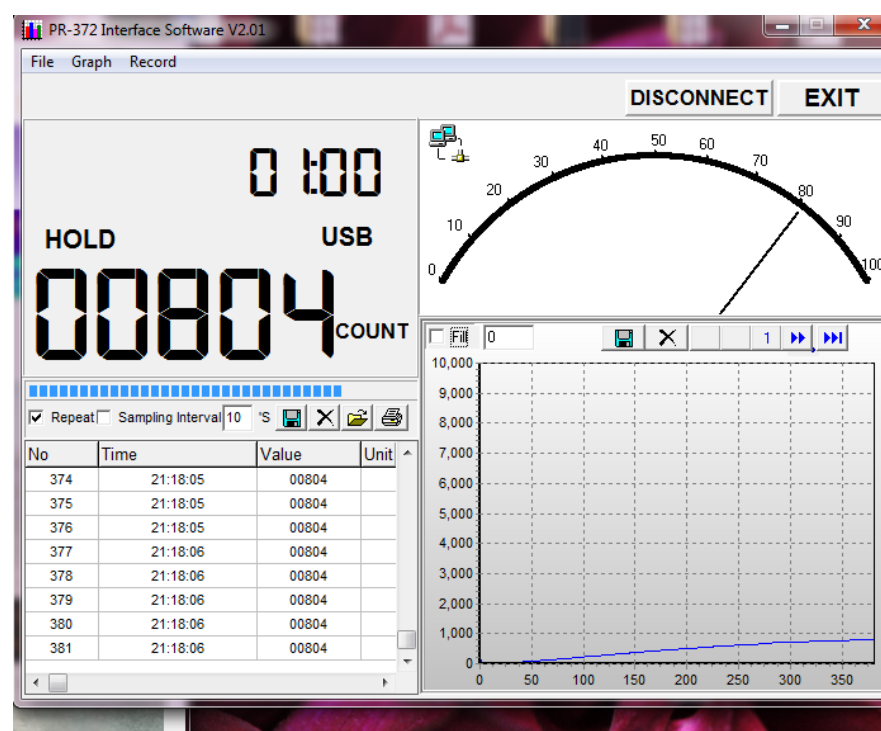 PR-372 Interface Software V2.01
File Graph Record
DISCONNECT EXIT
01:00
HOLD USB
00804 COUNT
0 10 20 30 40 50 60 70 80 90 100
Fill 0 1
Repeat Sampling Interval 10 'S
No Time Value Unit
374 21:18:05 00804
375 21:18:05 00804
376 21:18:05 00804
377 21:18:06 00804
378 21:18:06 00804
379 21:18:06 00804
380 21:18:06 00804
381 21:18:06 00804
10,000
9,000
8,000
7,000
6,000
5,000
4,000
3,000
2,000
1,000
0
0 50 100 150 200 250 300 350